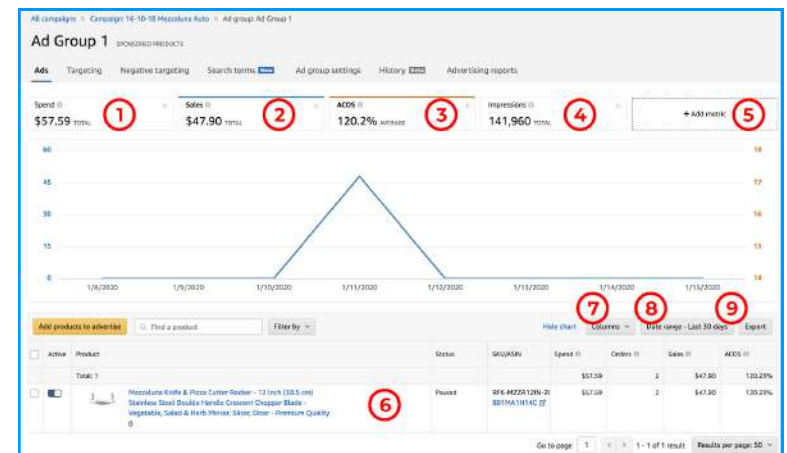 All campaigns > Campaign: 16-10-18 Mezzaluna Auto > Ad group: Ad Group 1
Ad Group 1 SPONSORED PRODUCTS
Ads Targeting Negative targeting Search terms New Ad group settings History Beta Advertising reports
Spend Sales ACOS Impressions
$57.59 TOTAL 1 $47.90 TOTAL 2 120.2% AVERAGE 3 141,960 TOTAL 4 + Add metric 5
60 18
45 17
30 16
15 15
0 14
1/8/2020 1/9/2020 1/10/2020 1/11/2020 1/12/2020 1/13/2020 1/14/2020 1/15/2020
7 8 9
Add products to advertise Find a product Filter by Hide chart Columns Date range - Last 30 days Export
Active Product Status SKU/ASIN Spend Orders Sales ACOS
Total: 1 $57.59 2 $47.90 120.23%
Mezzaluna Knife & Pizza Cutter Rocker - 12 Inch (30.5 cm) Paused $57.59 2 $47.90 120.23%
Stainless Steel Double Handle Crescent Chopper Blade - 6
Vegetable, Salad & Herb Mincer, Slicer, Dicer - Premium Quality
0
Go to page 1 1 - 1 of 1 result Results per page: 50